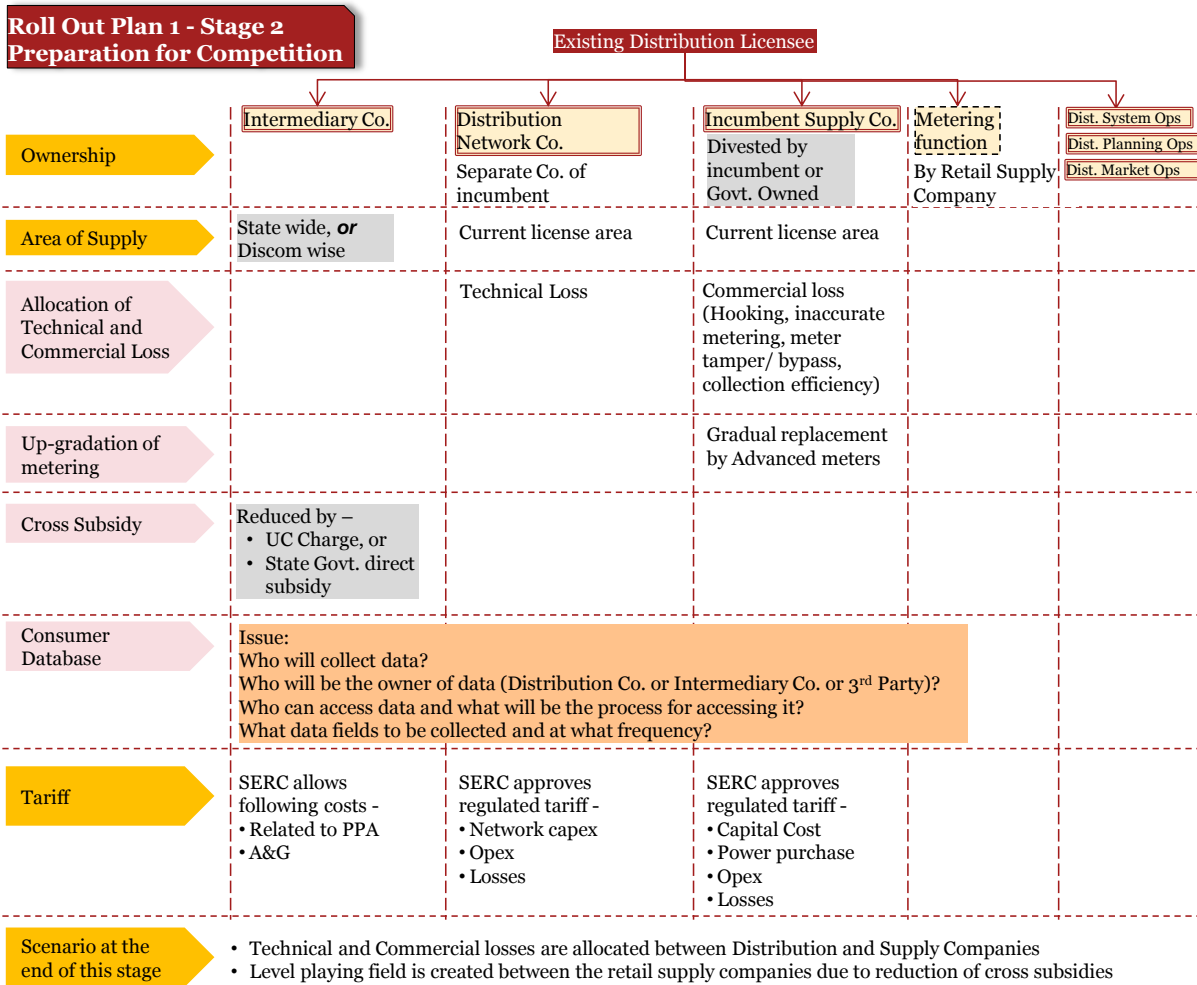 Roll Out Plan 1 - Stage 2
Preparation for Competition
Existing Distribution Licensee
Intermediary Co.
Distribution
Network Co.
Incumbent Supply Co.
Metering
function
Dist. System Ops
Dist. Planning Ops
Dist. Market Ops
Ownership
Separate Co. of
incumbent
Divested by
incumbent or
Govt. Owned
By Retail Supply
Company
Area of Supply
State wide, or
Discom wise
Current license area
Current license area
Allocation of
Technical and
Commercial Loss
Technical Loss
Commercial loss
(Hooking, inaccurate
metering, meter
tamper/ bypass,
collection efficiency)
Up-gradation of
metering
Gradual replacement
by Advanced meters
Cross Subsidy
Reduced by –
• UC Charge, or
• State Govt. direct
subsidy
Consumer
Database
Issue:
Who will collect data?
Who will be the owner of data (Distribution Co. or Intermediary Co. or 3rd Party)?
Who can access data and what will be the process for accessing it?
What data fields to be collected and at what frequency?
Tariff
SERC allows
following costs -
• Related to PPA
• A&G
SERC approves
regulated tariff -
• Network capex
• Opex
• Losses
SERC approves
regulated tariff -
• Capital Cost
• Power purchase
• Opex
• Losses
Scenario at the
end of this stage
• Technical and Commercial losses are allocated between Distribution and Supply Companies
• Level playing field is created between the retail supply companies due to reduction of cross subsidies